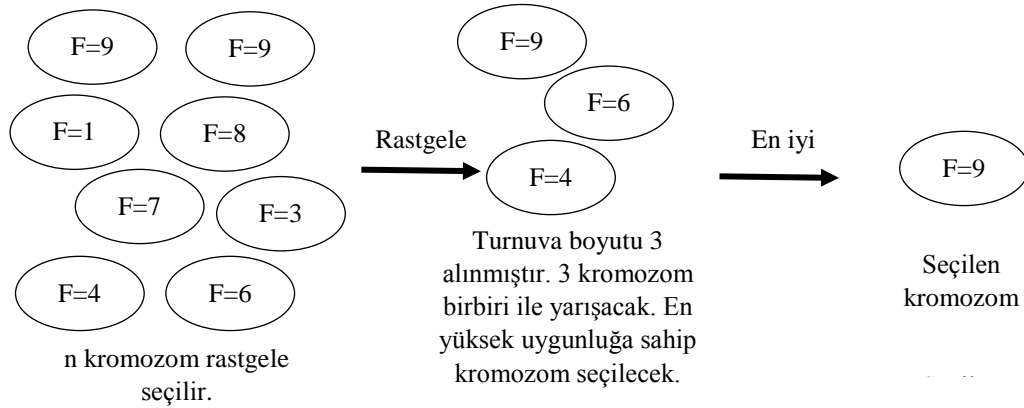 F=9
F=9
F=1
F=8
F=7
F=3
F=4
F=6
n kromozom rastgele
seçilir.
Rastgele
F=9
F=6
F=4
Turnuva boyutu 3
alınmıştır. 3 kromozom
birbiri ile yarışacak. En
yüksek uygunluğa sahip
kromozom seçilecek.
En iyi
F=9
Seçilen
kromozom